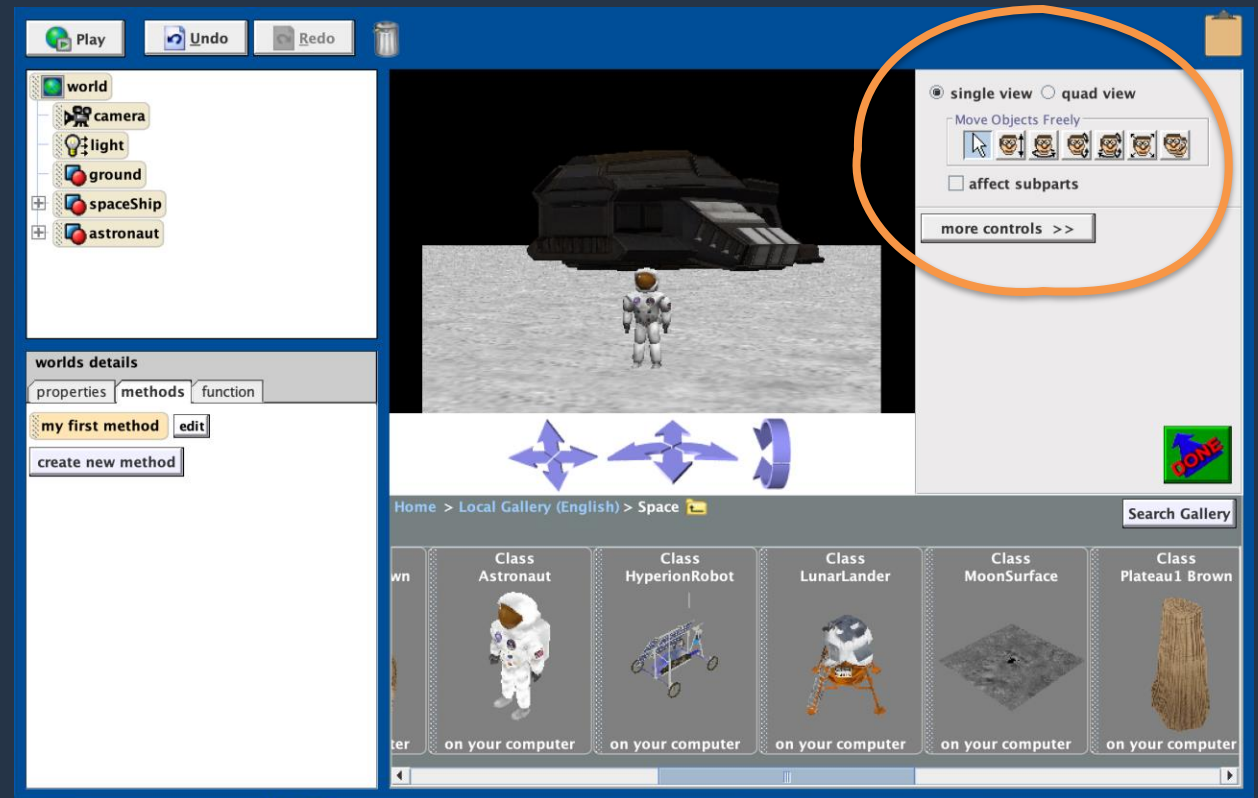 Play
Undo
Redo
world
camera
light
ground
spaceShip
astronaut
worlds details
properties methods function
my first method edit
create new method
single view quad view
Move Objects Freely
affect subparts
more controls >>
DONE
Home > Local Gallery (English) > Space
Search Gallery
wn
ter
Class
Astronaut
on your computer
Class
HyperionRobot
on your computer
Class
LunarLander
on your computer
Class
MoonSurface
on your computer
Class
Plateau1 Brown
on your computer